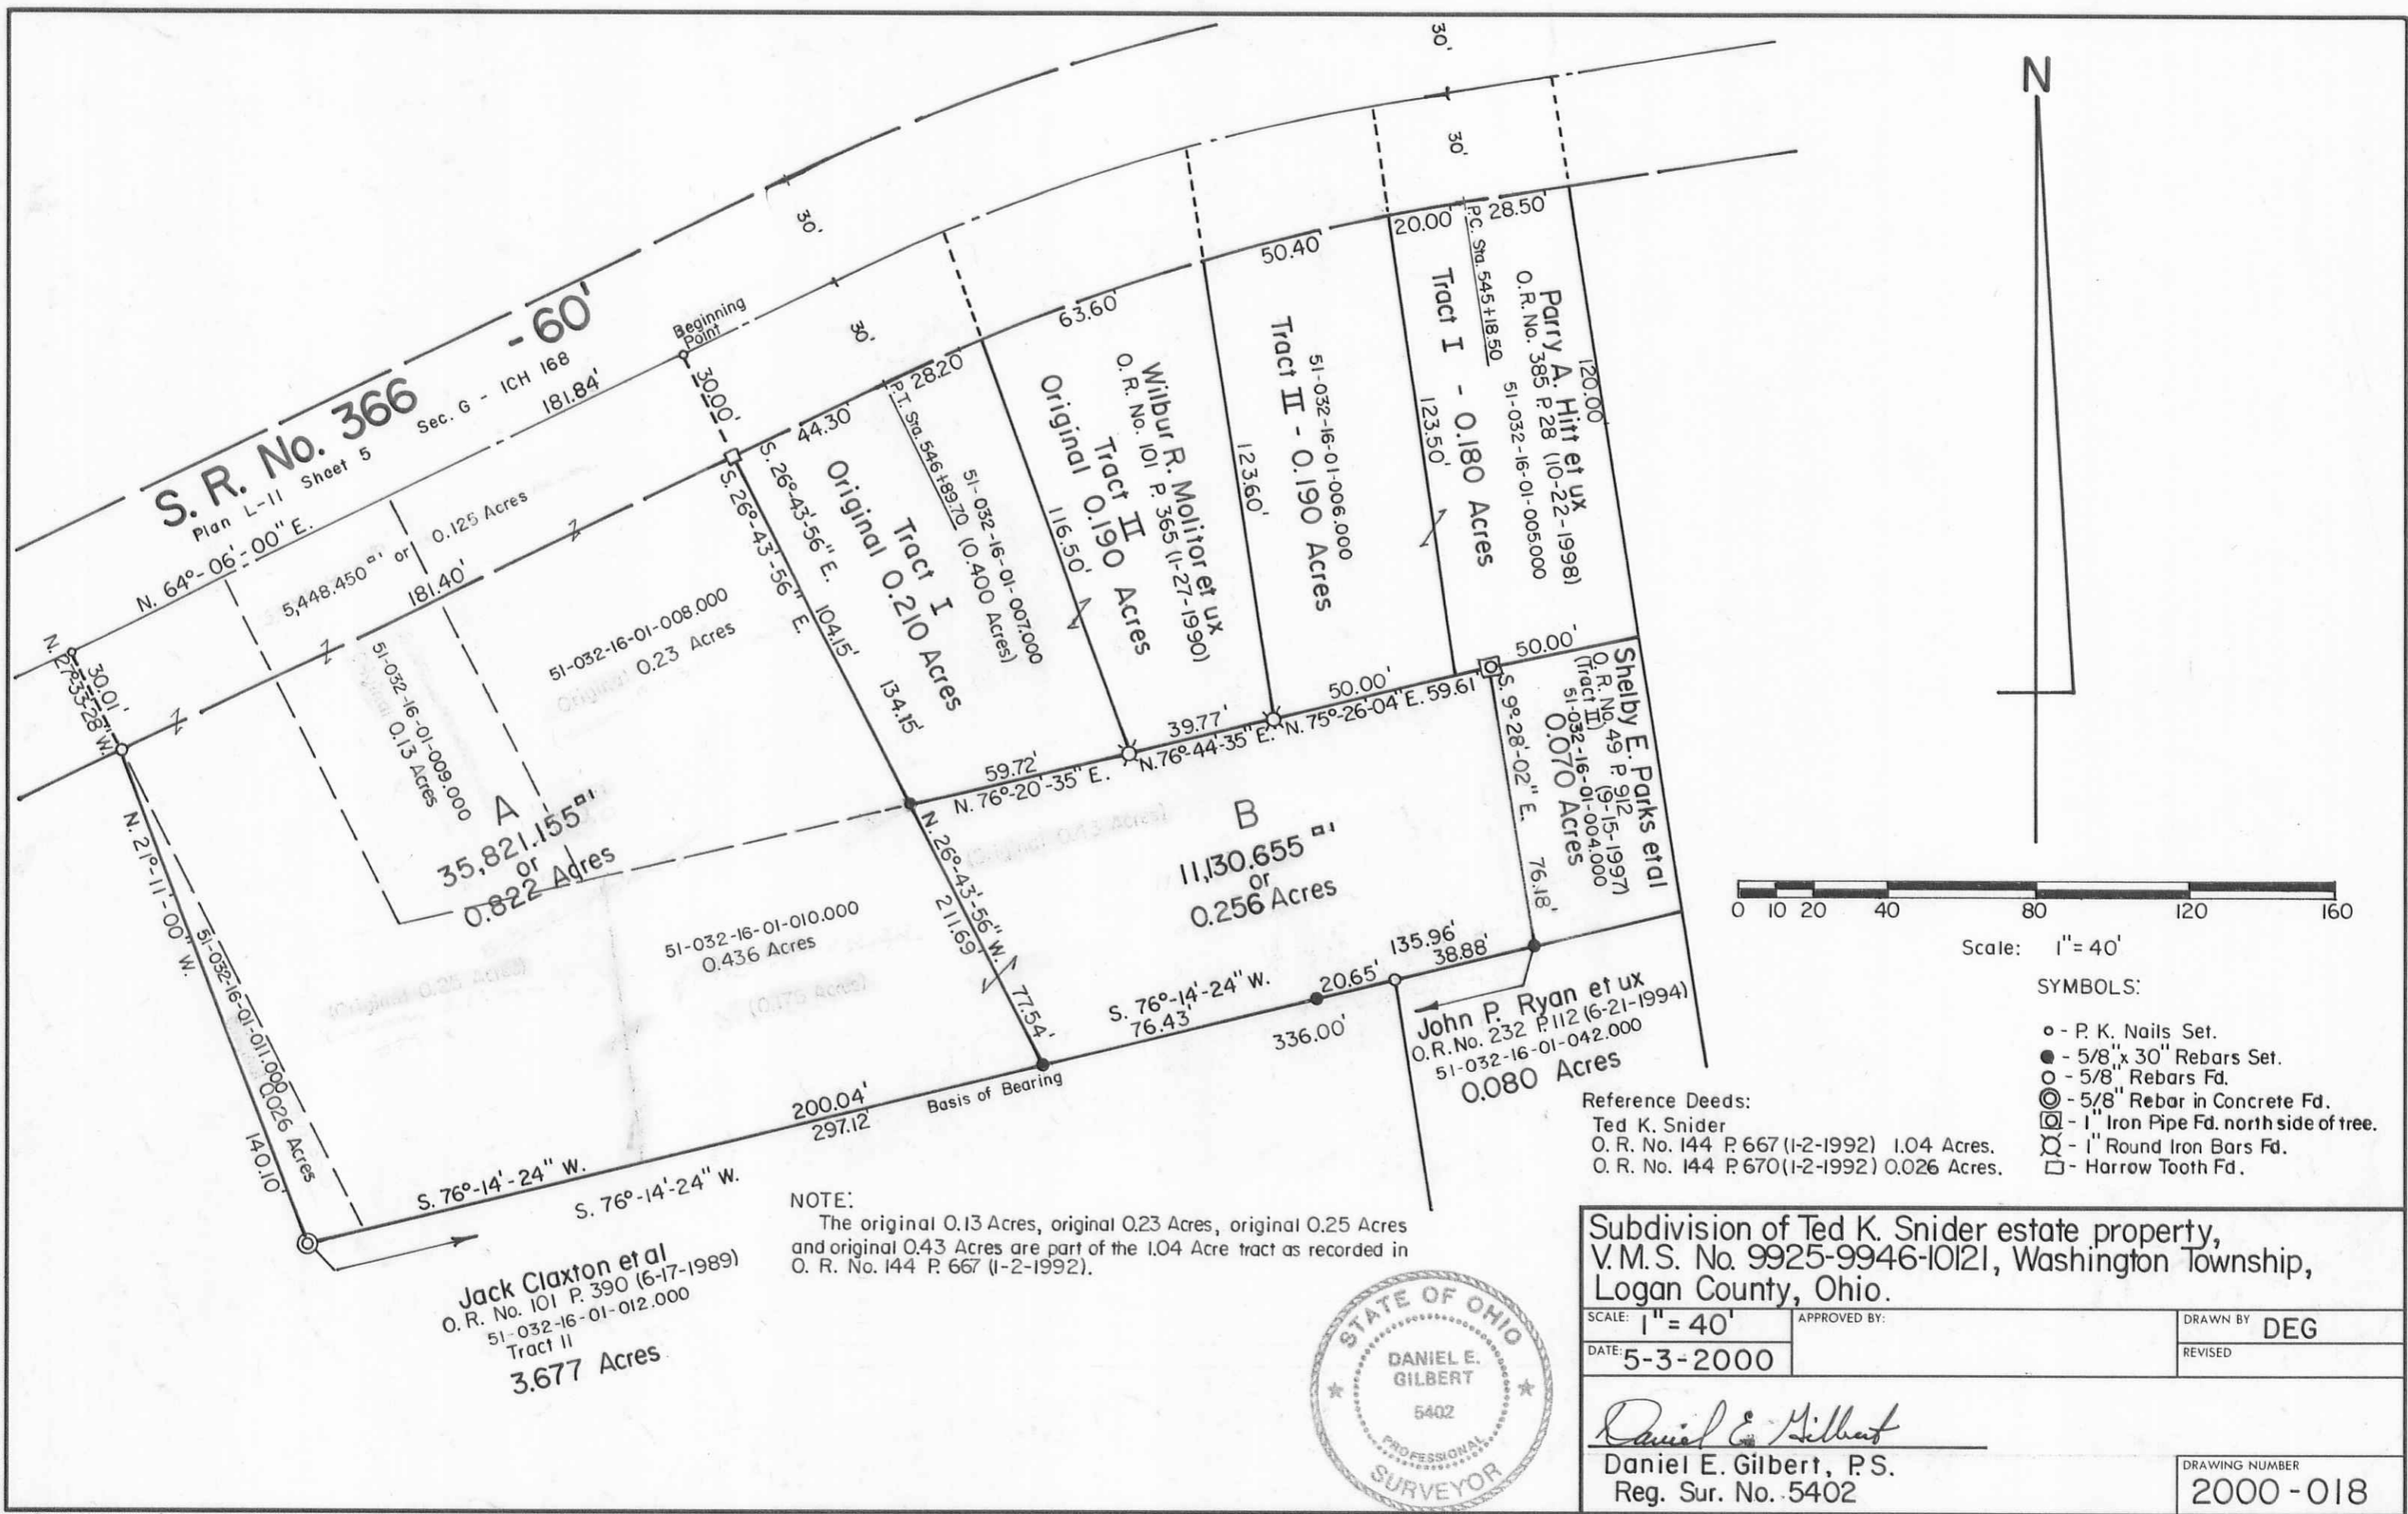 30'
N
30'
30'
30'
Beginning
Point
S. R. No. 366 - 60'
Plan L-11 Sheet 5 Sec. G - ICH 168
N. 64°-06'-00" E.
181.84'
30.00'
5,448.450 □' or 0.125 Acres
181.40'
N. 27°33'-28" W.
30.01'
51-032-16-01-009.000
Original 0.13 Acres
51-032-16-01-008.000
Original 0.23 Acres
S. 26°-43'-56" E.
134.15'
44.30'
S. 26°-43'-56" E. 104.15'
Tract I
Original 0.210 Acres
P.T. Sta. 546+89.70
28.20'
51-032-16-01-007.000
(0.400 Acres)
116.50'
63.60'
Wilbur R. Molitor et ux
O. R. No. 101 P. 365 (1-27-1990)
Tract II
Original 0.190 Acres
123.60'
50.40'
51-032-16-01-006.000
Tract II - 0.190 Acres
20.00'
P.C. Sta. 545+18.50
28.50'
Tract I - 0.180 Acres
123.50'
Parry A. Hitt et ux
O. R. No. 385 P. 28 (10-22-1998)
51-032-16-01-005.000
120.00'
59.72'
N. 76°-20'-35" E.
39.77'
N. 76°-44'-35" E.
50.00'
N. 75°-26'-04" E. 59.61'
50.00'
S. 9°-28'-02" E. 76.18'
Shelby E. Parks et al
O. R. No. 49 P. 912 (9-15-1997)
(Tract II)
51-032-16-01-004.000
0.070 Acres
A
35,821.155 □'
or
0.822 Acres
B
11,130.655 □'
or
0.256 Acres
(Original 0.13 Acres)
N. 21°-11'-00" W.
140.10'
51-032-16-01-011.000
0.026 Acres
51-032-16-01-010.000
0.436 Acres
(Original 0.25 Acres)
(0.175 Acres)
N. 26°-43'-56" W.
211.69'
77.54'
S. 76°-14'-24" W.
76.43'
20.65'
135.96'
38.88'
336.00'
John P. Ryan et ux
O. R. No. 232 P. 112 (6-21-1994)
51-032-16-01-042.000
0.080 Acres
S. 76°-14'-24" W.
200.04'
297.12'
Basis of Bearing
S. 76°-14'-24" W.
Jack Claxton et al
O. R. No. 101 P. 390 (6-17-1989)
51-032-16-01-012.000
Tract II
3.677 Acres
NOTE:
The original 0.13 Acres, original 0.23 Acres, original 0.25 Acres
and original 0.43 Acres are part of the 1.04 Acre tract as recorded in
O. R. No. 144 P. 667 (1-2-1992).
0 10 20 40 80 120 160
Scale: 1" = 40'
SYMBOLS:
- P. K. Nails Set.
- 5/8" x 30" Rebars Set.
- 5/8" Rebars Fd.
- 5/8" Rebar in Concrete Fd.
- 1" Iron Pipe Fd. north side of tree.
- 1" Round Iron Bars Fd.
- Harrow Tooth Fd.
Reference Deeds:
Ted K. Snider
O. R. No. 144 P. 667 (1-2-1992) 1.04 Acres.
O. R. No. 144 P. 670 (1-2-1992) 0.026 Acres.
STATE OF OHIO
DANIEL E.
GILBERT
5402
PROFESSIONAL
SURVEYOR
Subdivision of Ted K. Snider estate property,
V.M.S. No. 9925-9946-10121, Washington Township,
Logan County, Ohio.
SCALE: 1" = 40'
APPROVED BY:
DRAWN BY DEG
DATE: 5-3-2000
REVISED
Daniel E. Gilbert
Daniel E. Gilbert, P.S.
Reg. Sur. No. 5402
DRAWING NUMBER
2000-018